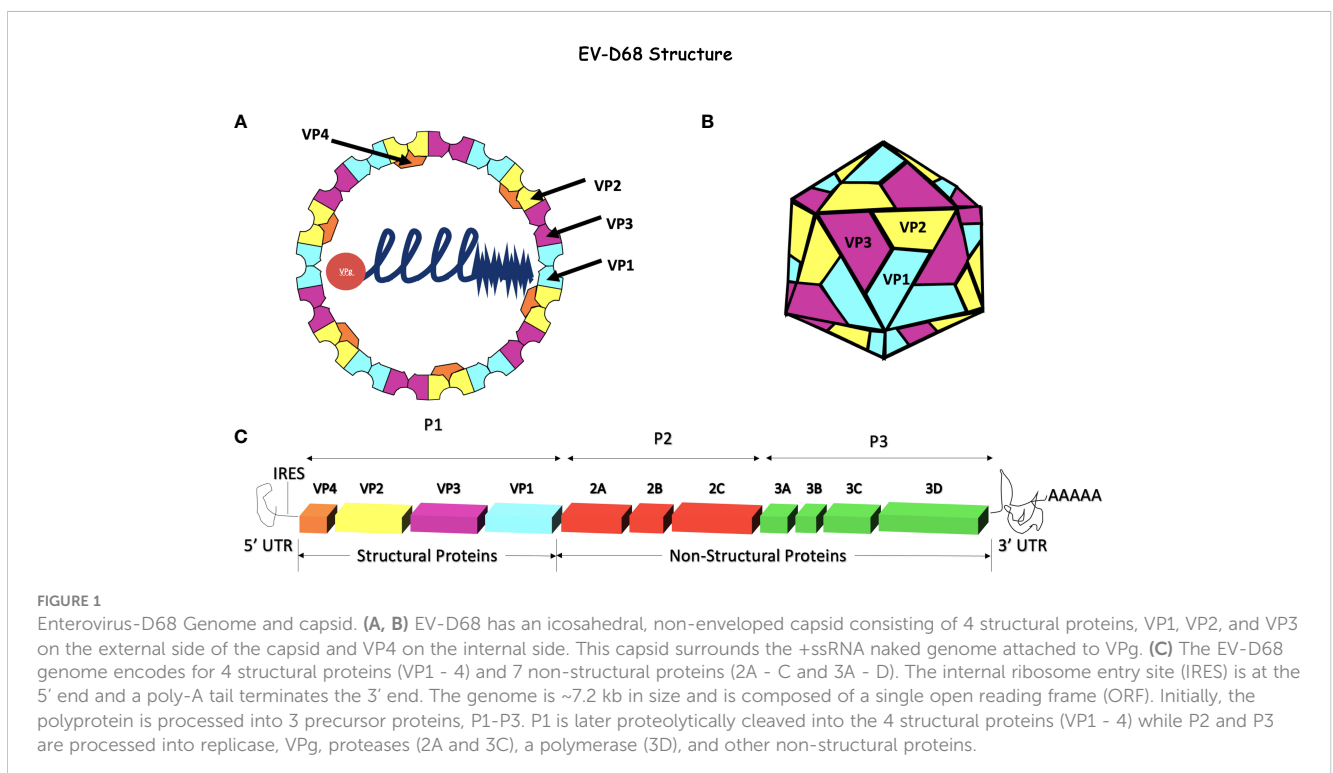 EV-D68 Structure
A
B
VP4
VP2
VP3
VP1
VPg
VP3
VP2
VP1
C
P1
P2
P3
IRES
VP4
VP2
VP3
VP1
2A
2B
2C
3A
3B
3C
3D
AAAAA
5’ UTR
Structural Proteins
Non-Structural Proteins
3’ UTR
FIGURE 1
Enterovirus-D68 Genome and capsid. (A, B) EV-D68 has an icosahedral, non-enveloped capsid consisting of 4 structural proteins, VP1, VP2, and VP3
on the external side of the capsid and VP4 on the internal side. This capsid surrounds the +ssRNA naked genome attached to VPg. (C) The EV-D68
genome encodes for 4 structural proteins (VP1 - 4) and 7 non-structural proteins (2A - C and 3A - D). The internal ribosome entry site (IRES) is at the
5’ end and a poly-A tail terminates the 3’ end. The genome is ~7.2 kb in size and is composed of a single open reading frame (ORF). Initially, the
polyprotein is processed into 3 precursor proteins, P1-P3. P1 is later proteolytically cleaved into the 4 structural proteins (VP1 - 4) while P2 and P3
are processed into replicase, VPg, proteases (2A and 3C), a polymerase (3D), and other non-structural proteins.